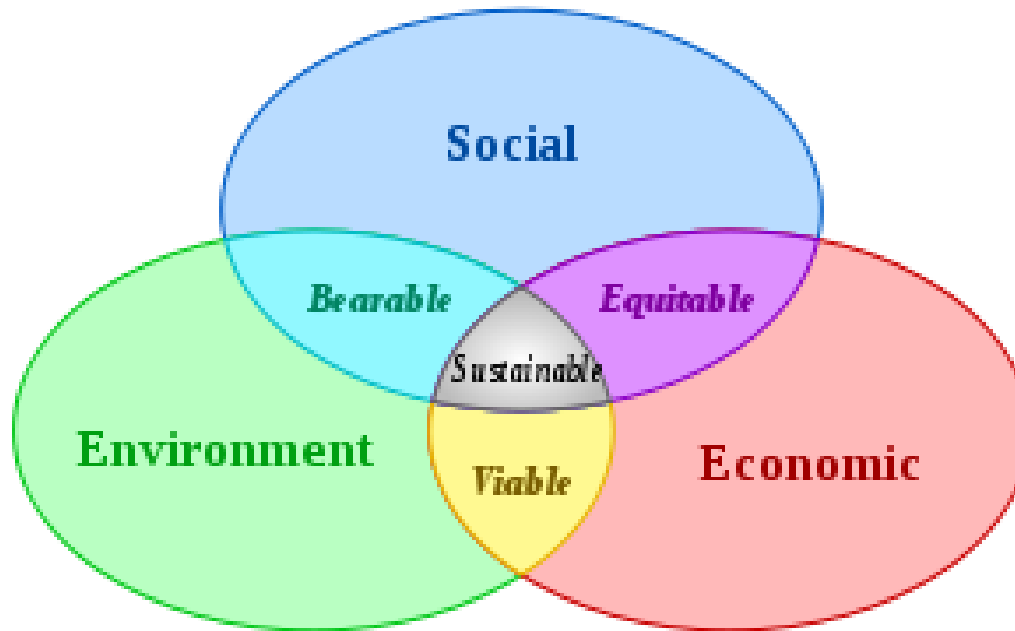 Social
Bearable
Equitable
Sustainable
Environment
Economic
Viable